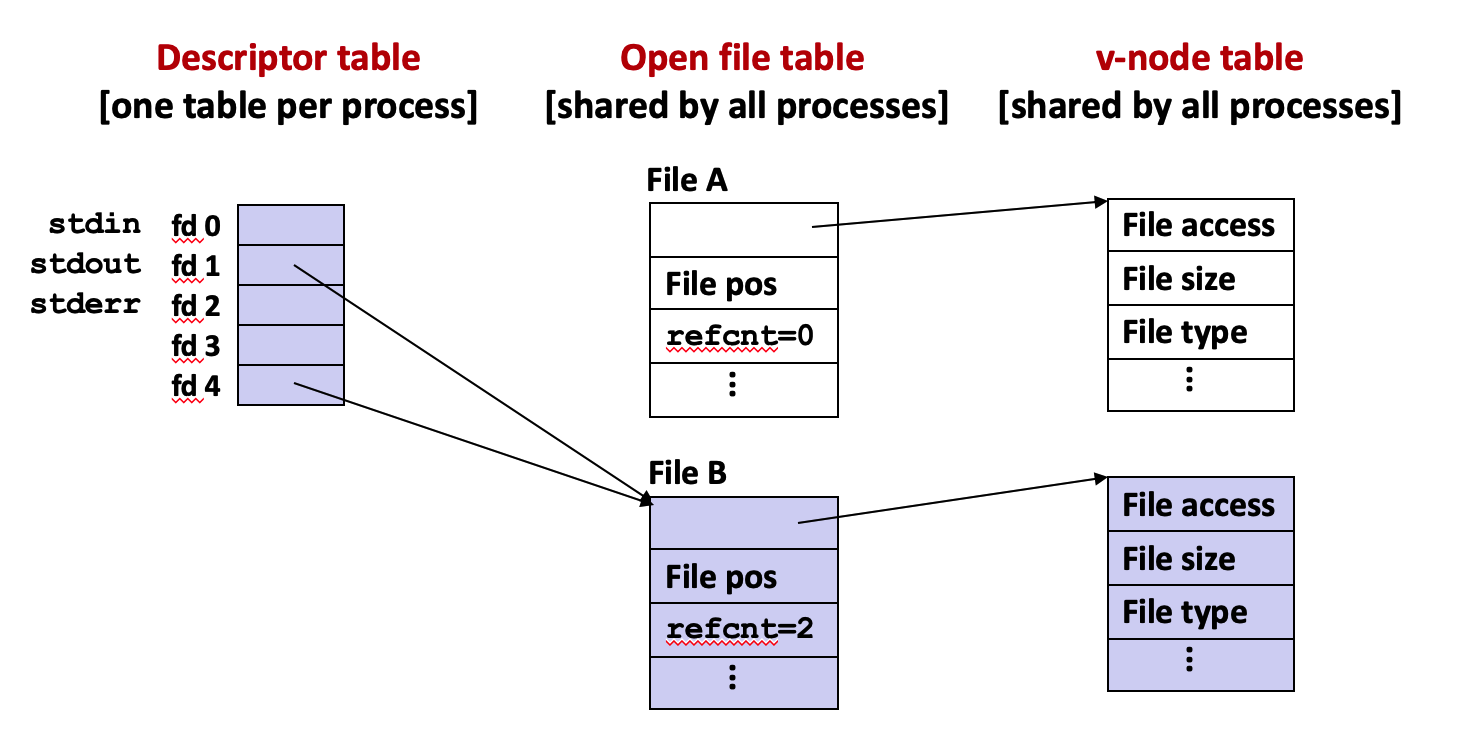 Descriptor table
[one table per process]
Open file table
[shared by all processes]
v-node table
[shared by all processes]
stdin fd 0
stdout fd 1
stderr fd 2
fd 3
fd 4
File A
File pos
refcnt=0
⋮
File access
File size
File type
⋮
File B
File pos
refcnt=2
⋮
File access
File size
File type
⋮